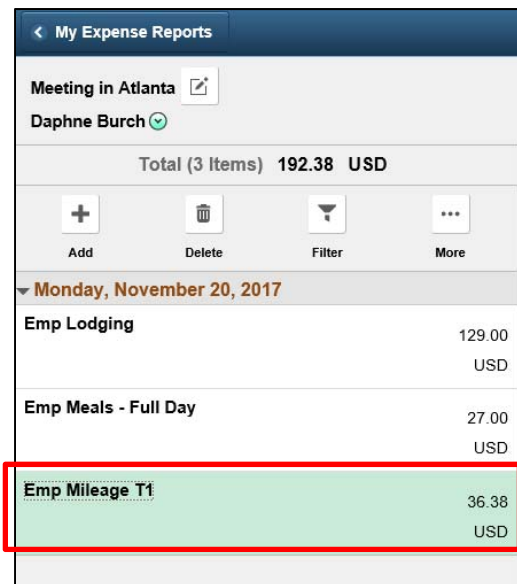 My Expense Reports
Meeting in Atlanta
Daphne Burch
Total (3 Items) 192.38 USD
Add Delete Filter More
Monday, November 20, 2017
Emp Lodging
129.00
USD
Emp Meals - Full Day
27.00
USD
Emp Mileage T1
36.38
USD